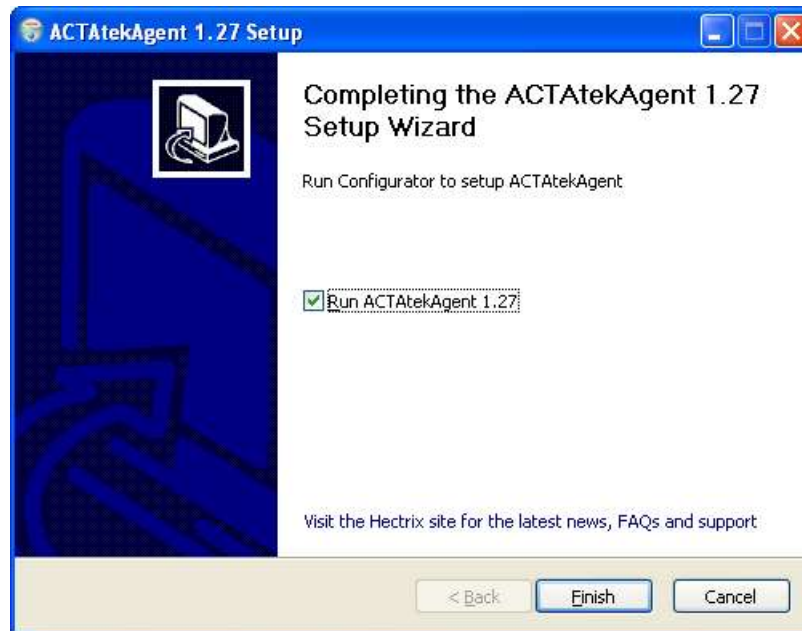 ACTAtekAgent 1.27 Setup
Completing the ACTAtekAgent 1.27
Setup Wizard
Run Configurator to setup ACTAtekAgent
Run ACTAtekAgent 1.27
Visit the Hectrix site for the latest news, FAQs and support
< Back
Finish
Cancel